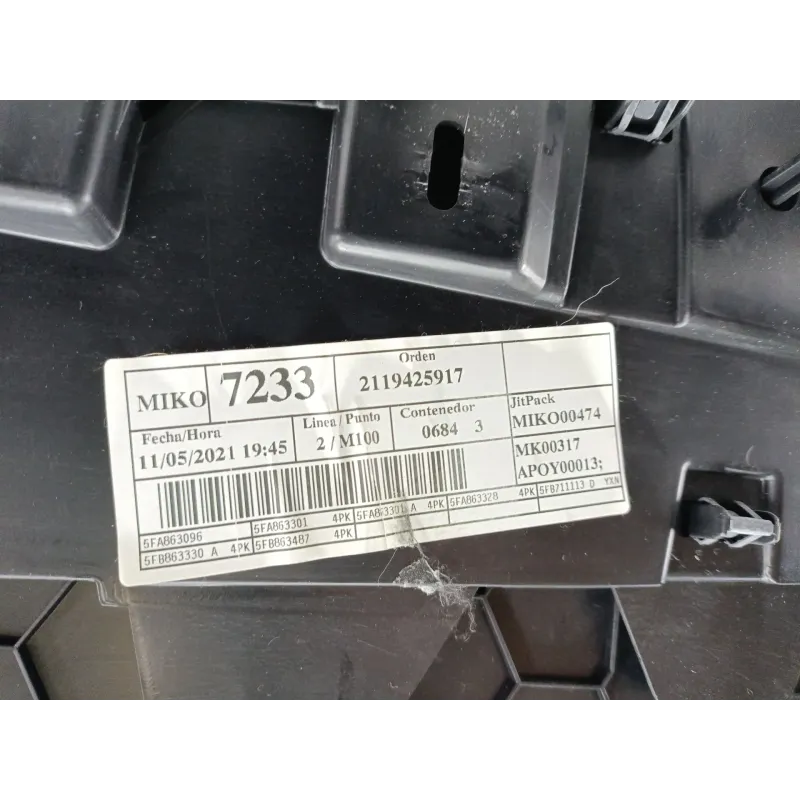 MIKO 7233
Orden
2119425917
Fecha/Hora
11/05/2021 19:45
Linea / Punto
2 / M100
Contenedor
0684 3
JitPack
MIKO00474
MK00317
APOY00013;
5FA863096 5FA863301 4PK 5FA863301 A 4PK 5FA863328 4PK 5FB711113 D YXN
5FB863330 A 4PK 5FB863487 4PK